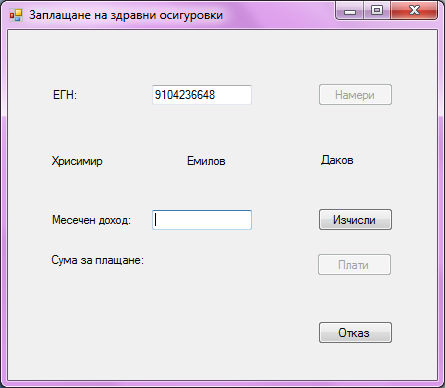 Заплащане на здравни осигуровки
ЕГН: 9104236648 Намери
Хрисимир Емилов Даков
Месечен доход: Изчисли
Сума за плащане: Плати
Отказ